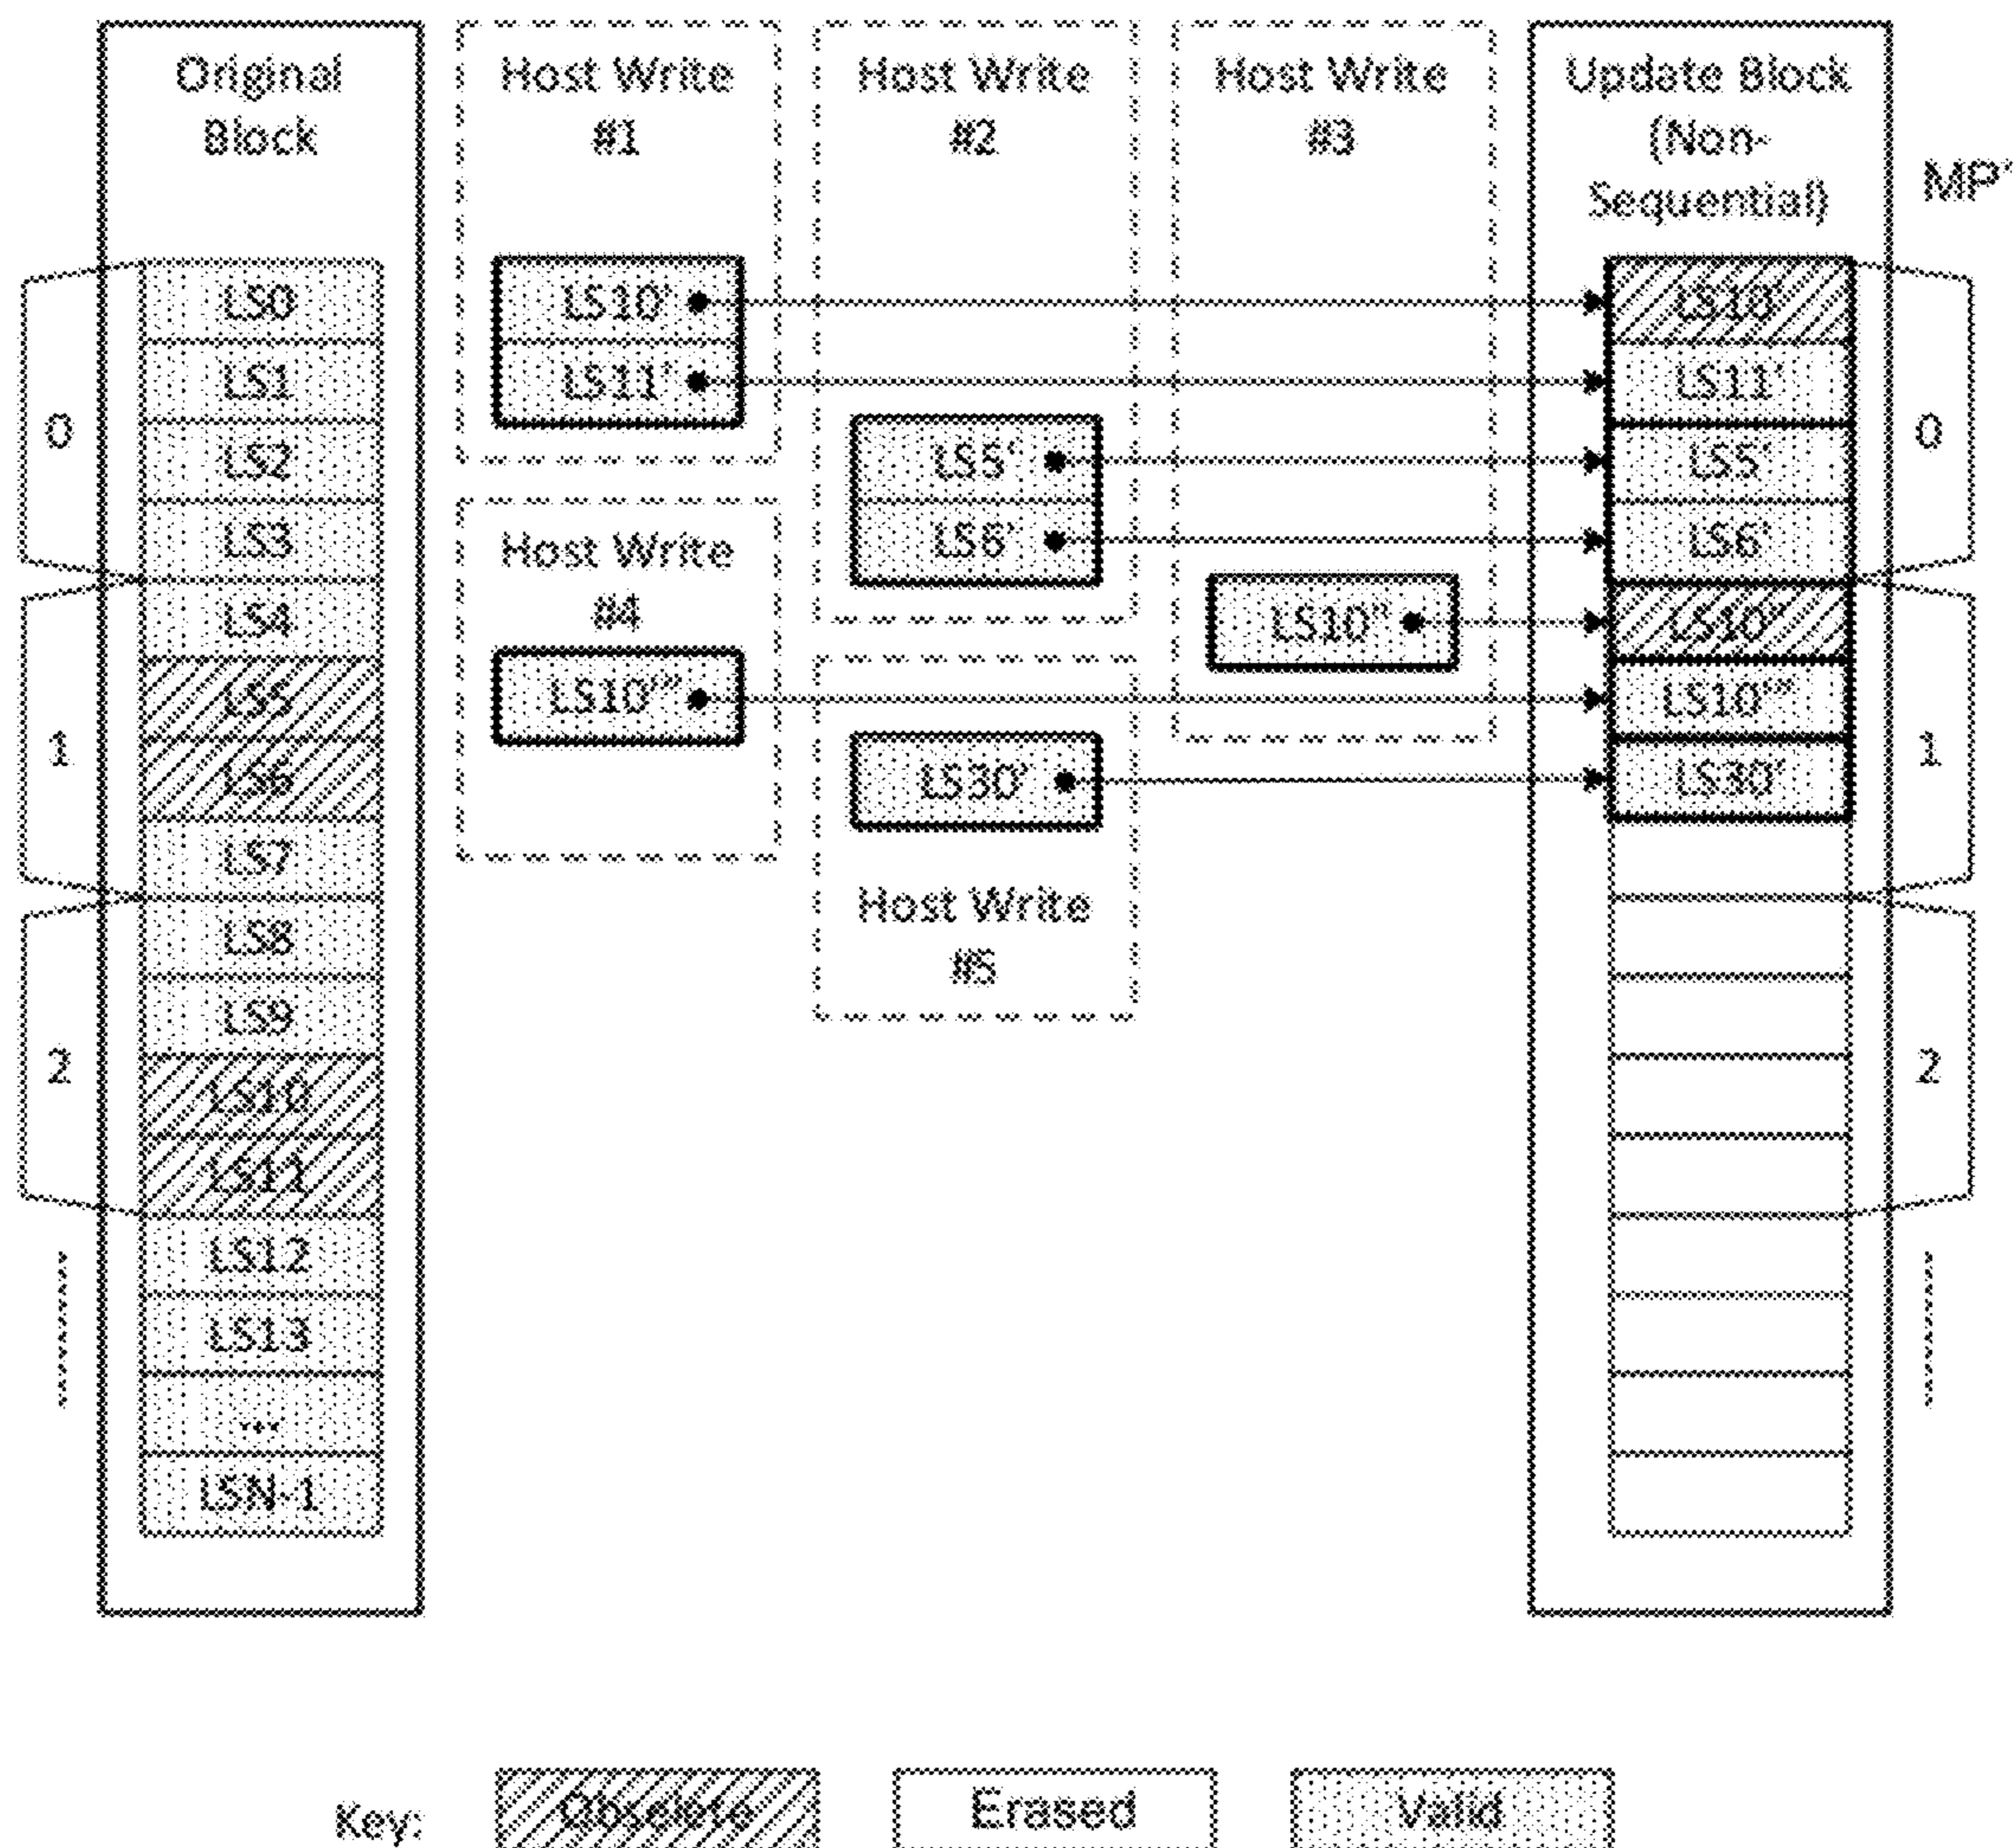 Original
Block
Host Write
#1
Host Write
#2
Host Write
#3
Update Block
(Non-
Sequential)
MP'
LS0
LS1
LS2
LS3
LS4
LS5
LS6
LS7
LS8
LS9
LS10
LS11
LS12
LS13
...
LSN-1
0
1
2
LS10'
LS11'
Host Write
#4
LS10'''
LS5'
LS6'
LS30'
Host Write
#5
LS10''
LS10'
LS11'
LS5'
LS6'
LS10''
LS10'''
LS30'
0
1
2
Key:
Obselete
Erased
Valid